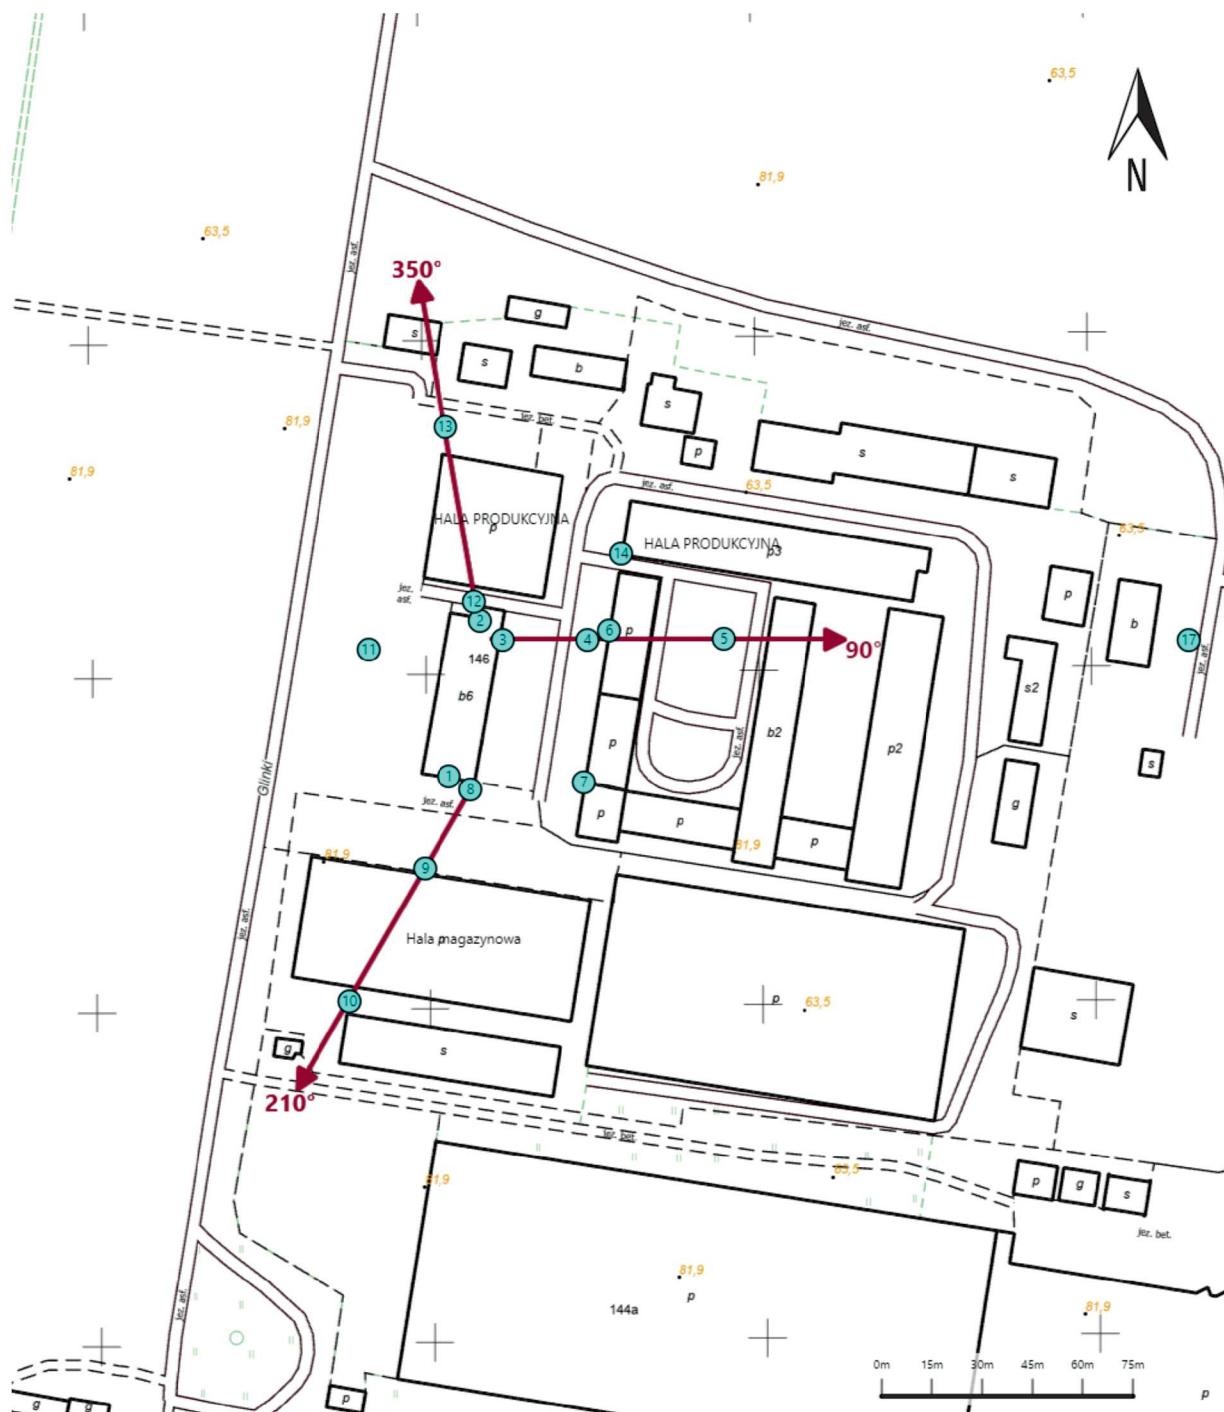 63,5
N
81,9
63,5
jez. asf.
350°
g
jez. asf.
s
s
b
s
jez. bet.
13
81,9
p
s
s
81,9
jez. asf.
63,5
HALA PRODUKCYJNA
p
HALA PRODUKCYJNA
p3
63,5
14
jez.
asf.
12
2
6
p
p
b
11
3
4
5
90°
17
146
jez. asf.
b6
s2
b2
p2
p
jez. asf.
s
Glinki
1
7
8
jez. asf.
g
p
p
p
81,9
81,9
9
jez. asf.
Hala magazynowa
p
10
p
63,5
s
g
s
210°
jez. bet.
81,9
63,5
p
g
s
jez. bet.
81,9
p
144a
81,9
jez. asf.
0m 15m 30m 45m 60m 75m
p
p
g
g